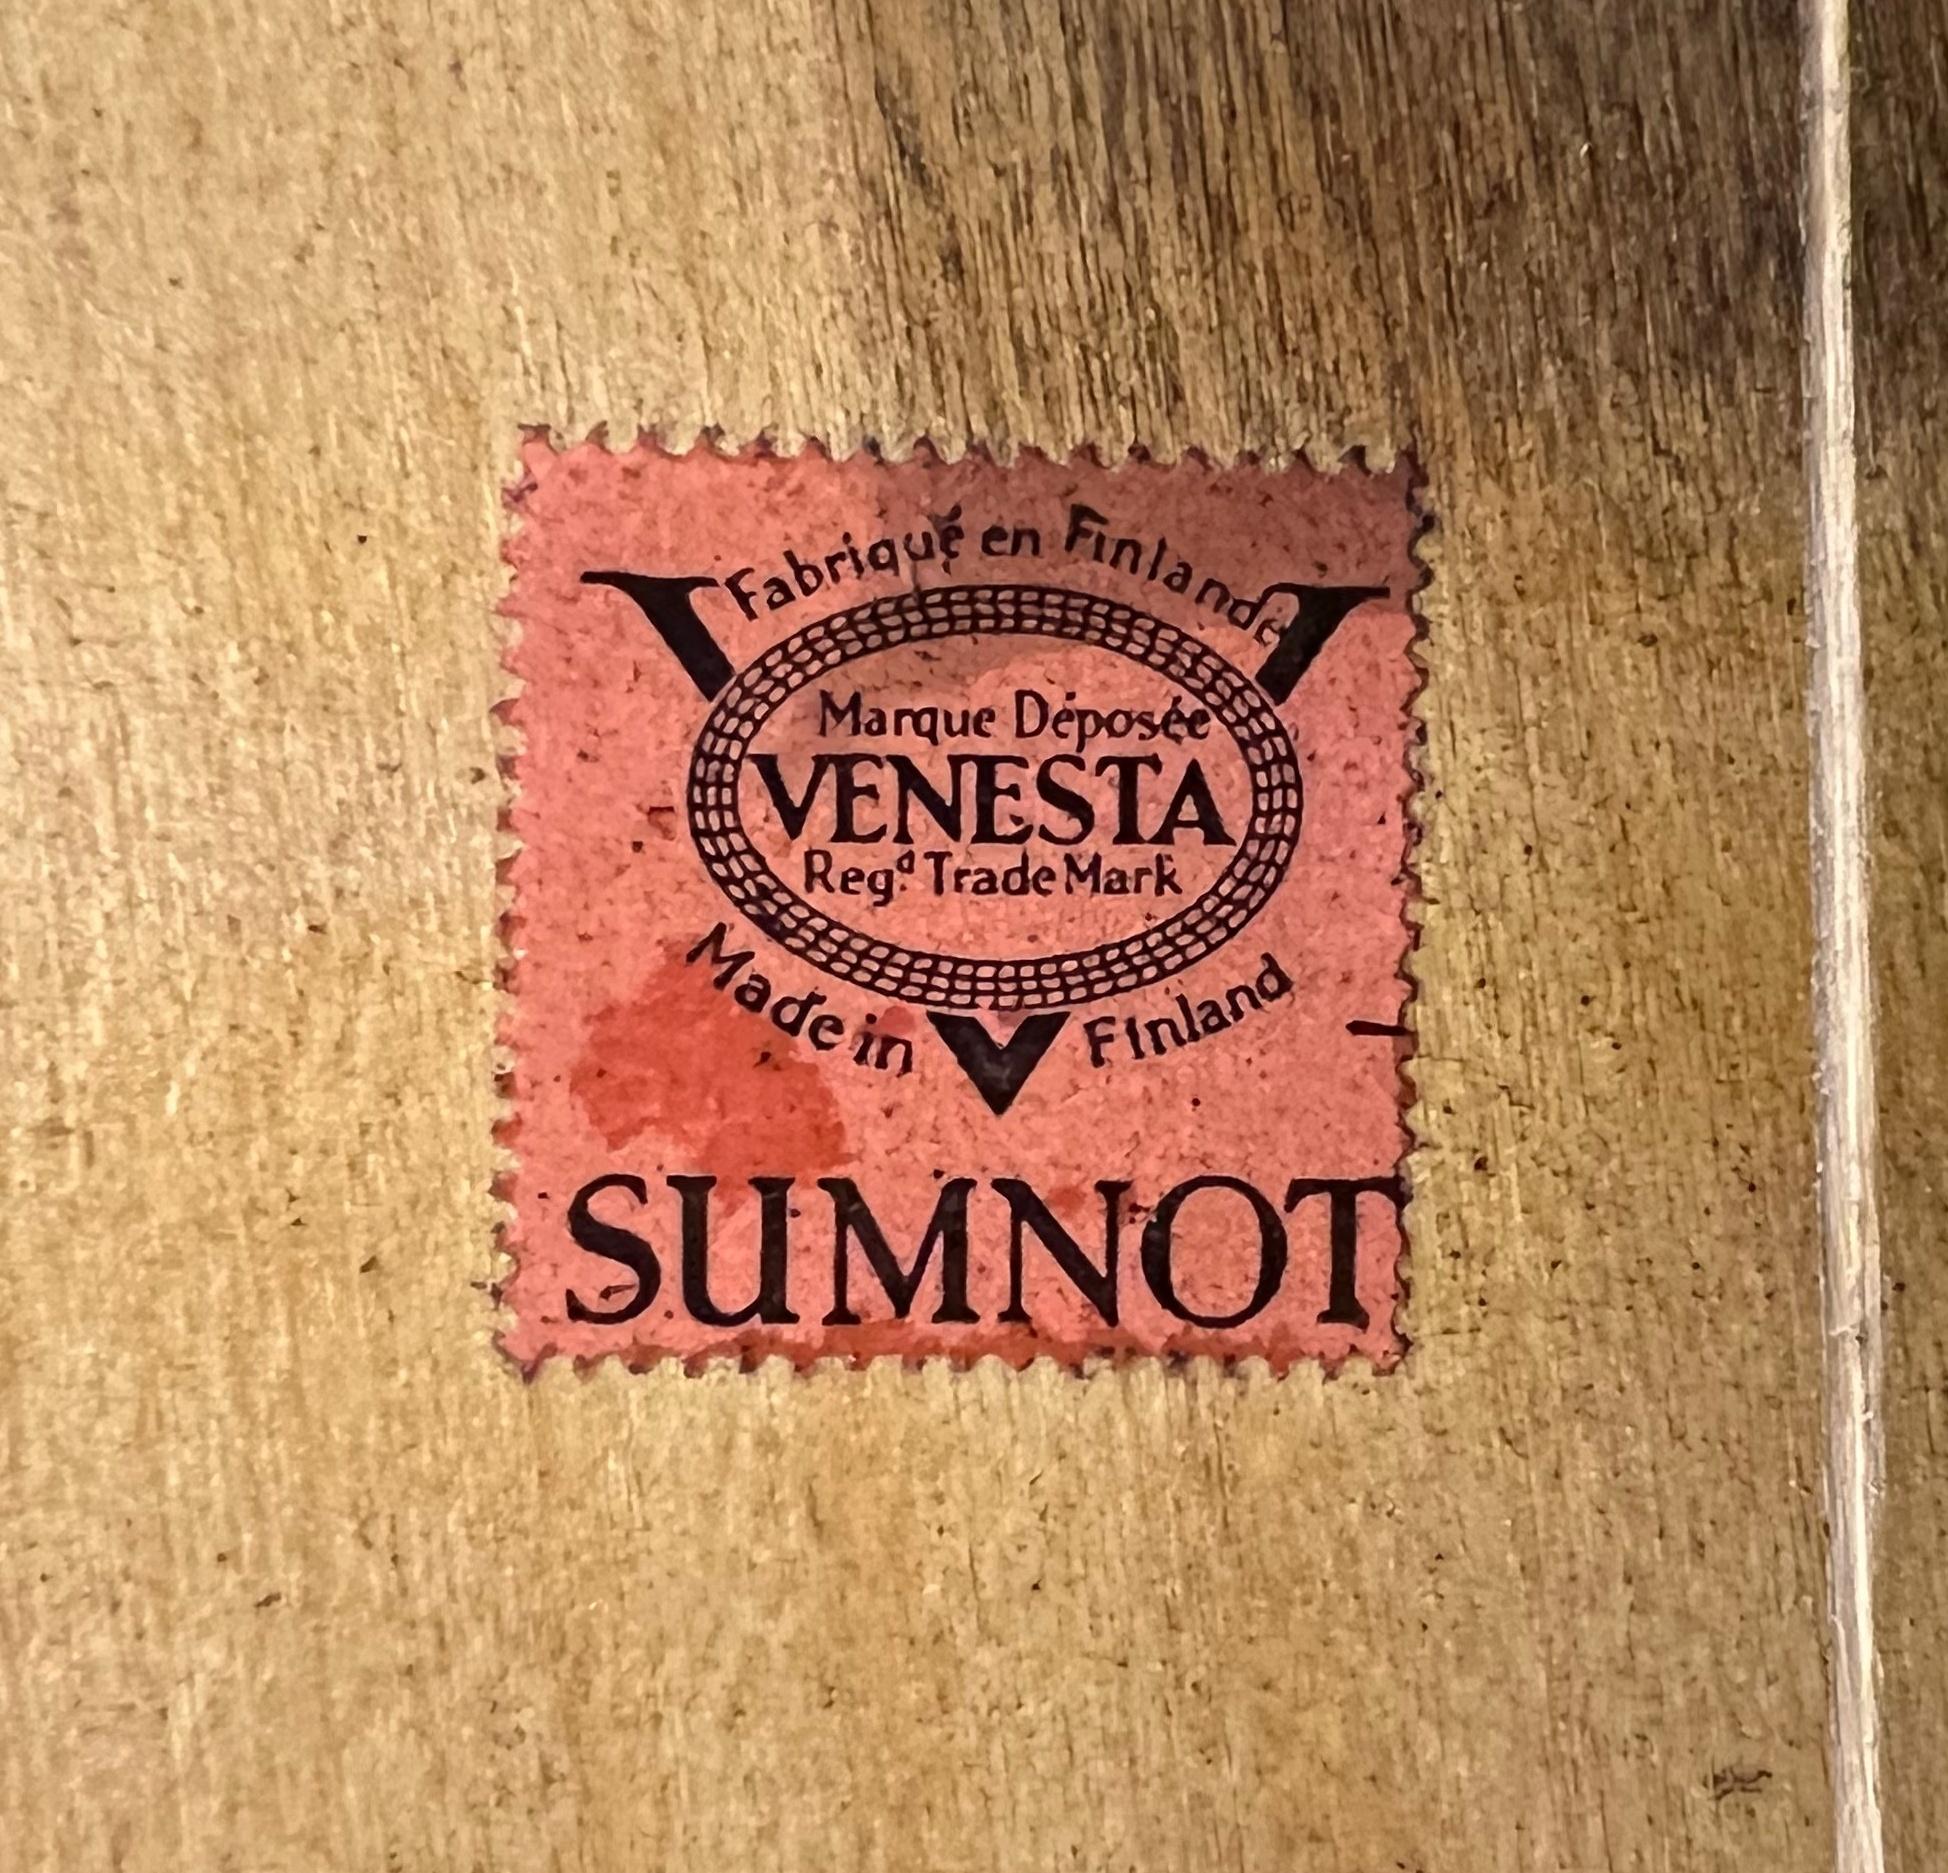 Fabriqué en Finlande
Marque Déposée
VENESTA
Regd. Trade Mark
Made in Finland
SUMNOT